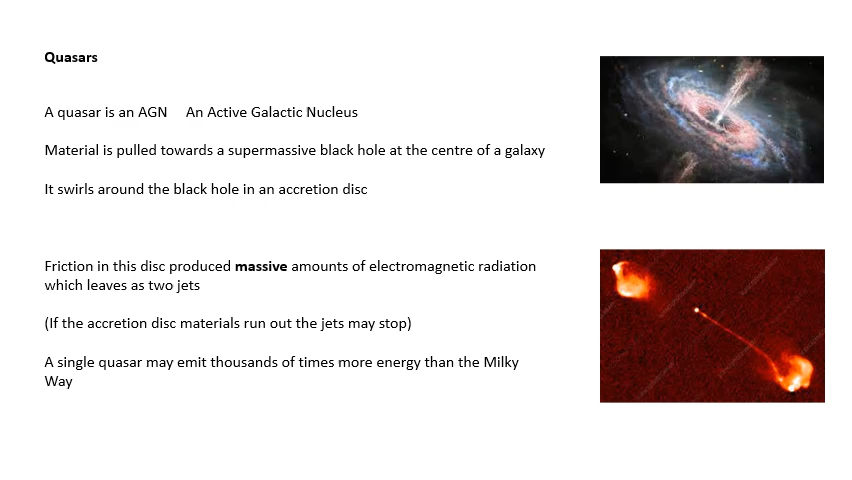 Quasars
A quasar is an AGN An Active Galactic Nucleus
Material is pulled towards a supermassive black hole at the centre of a galaxy
It swirls around the black hole in an accretion disc
Friction in this disc produced massive amounts of electromagnetic radiation
which leaves as two jets
(If the accretion disc materials run out the jets may stop)
A single quasar may emit thousands of times more energy than the Milky
Way